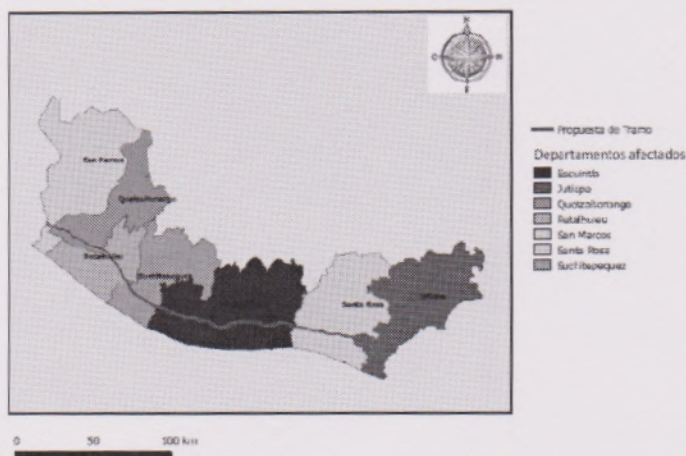 San Marcos
Quetzaltenango
Retalhuleu
Suchitepequez
Santa Rosa
Jutiapa
Propuesta de Tramo
Departamentos afectados
Escuintla
Jutiapa
Quetzaltenango
Retalhuleu
San Marcos
Santa Rosa
Suchitepequez
0 50 100 km